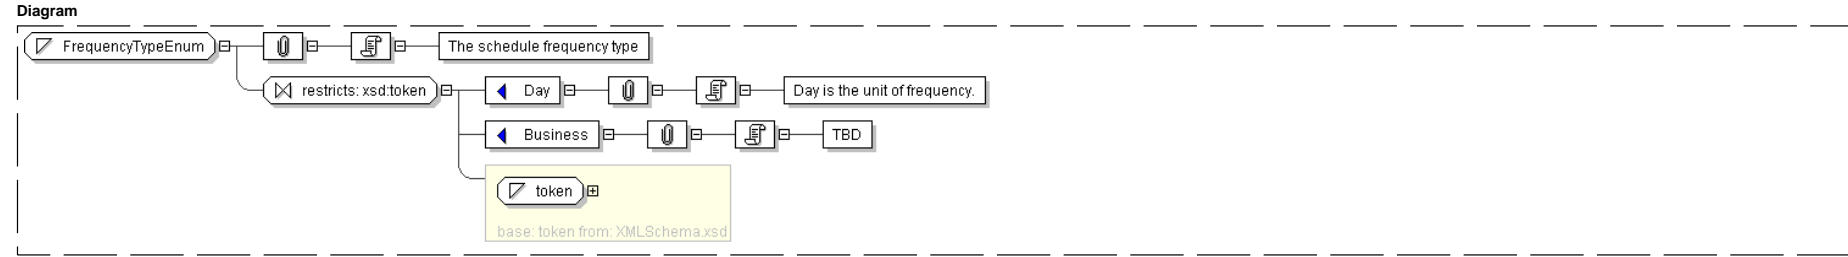 Diagram
FrequencyTypeEnum
The schedule frequency type
restricts: xsd:token
Day
Day is the unit of frequency.
Business
TBD
token
base: token from: XMLSchema.xsd